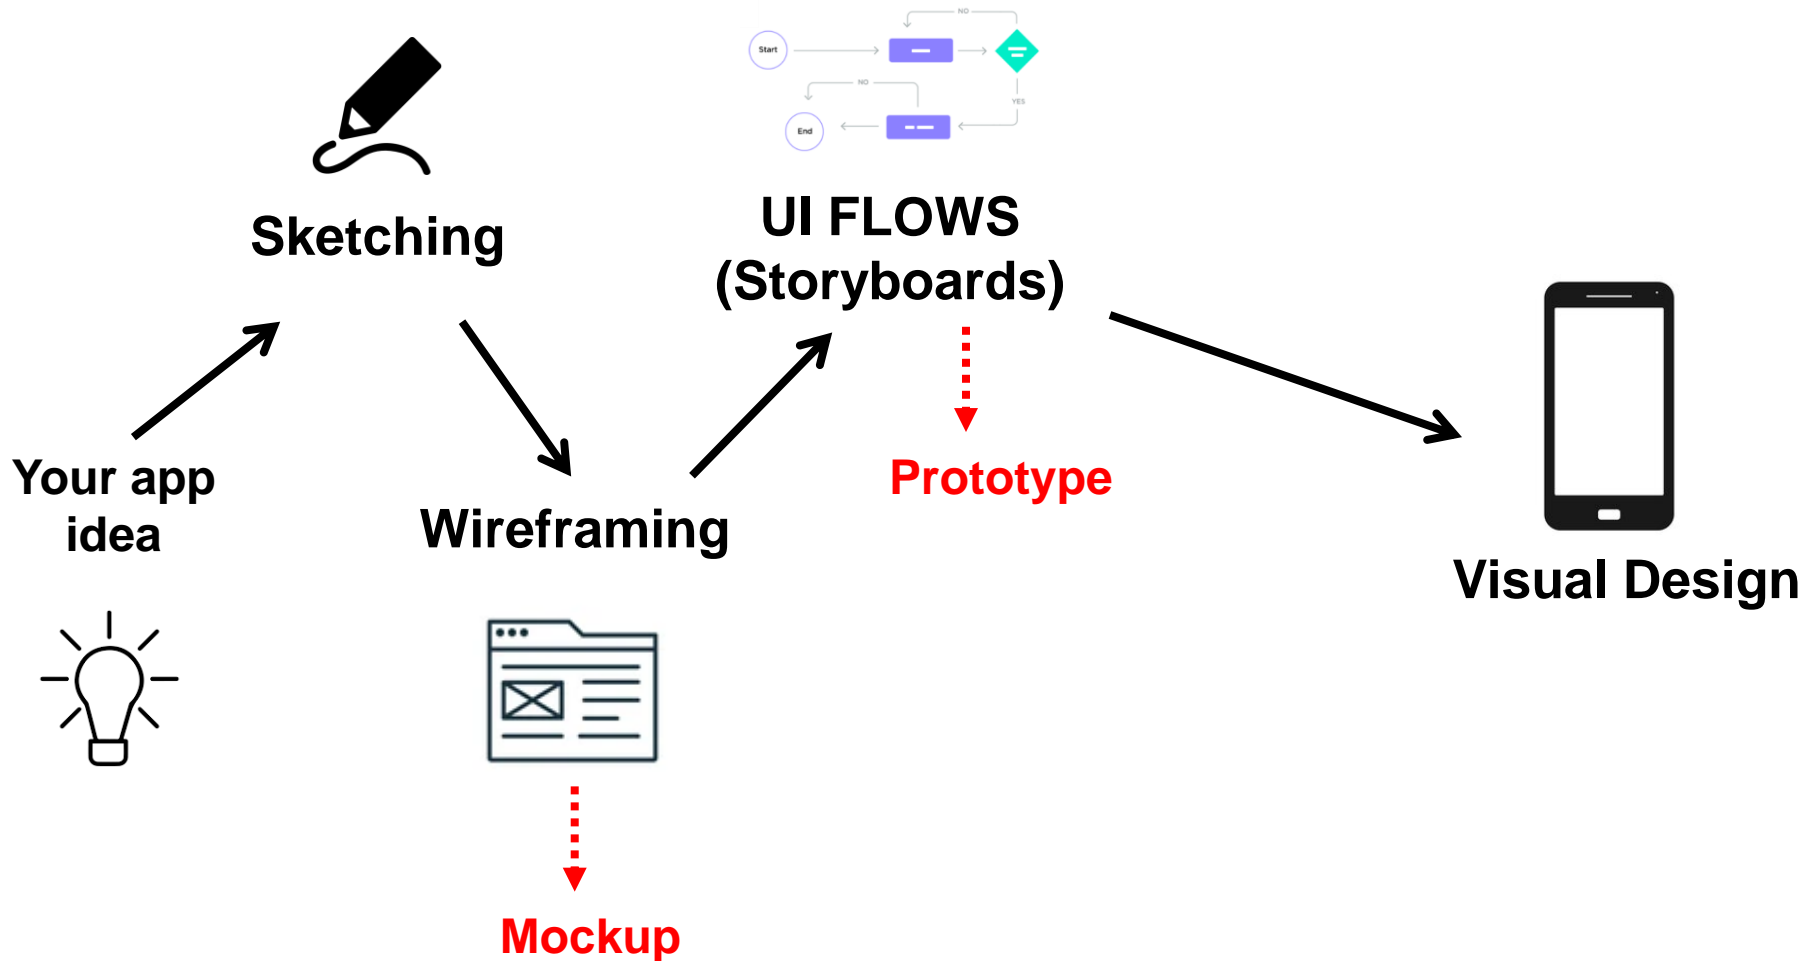 NO
Start
NO
YES
End
Sketching
UI FLOWS
(Storyboards)
Your app
idea
Wireframing
Prototype
Visual Design
Mockup